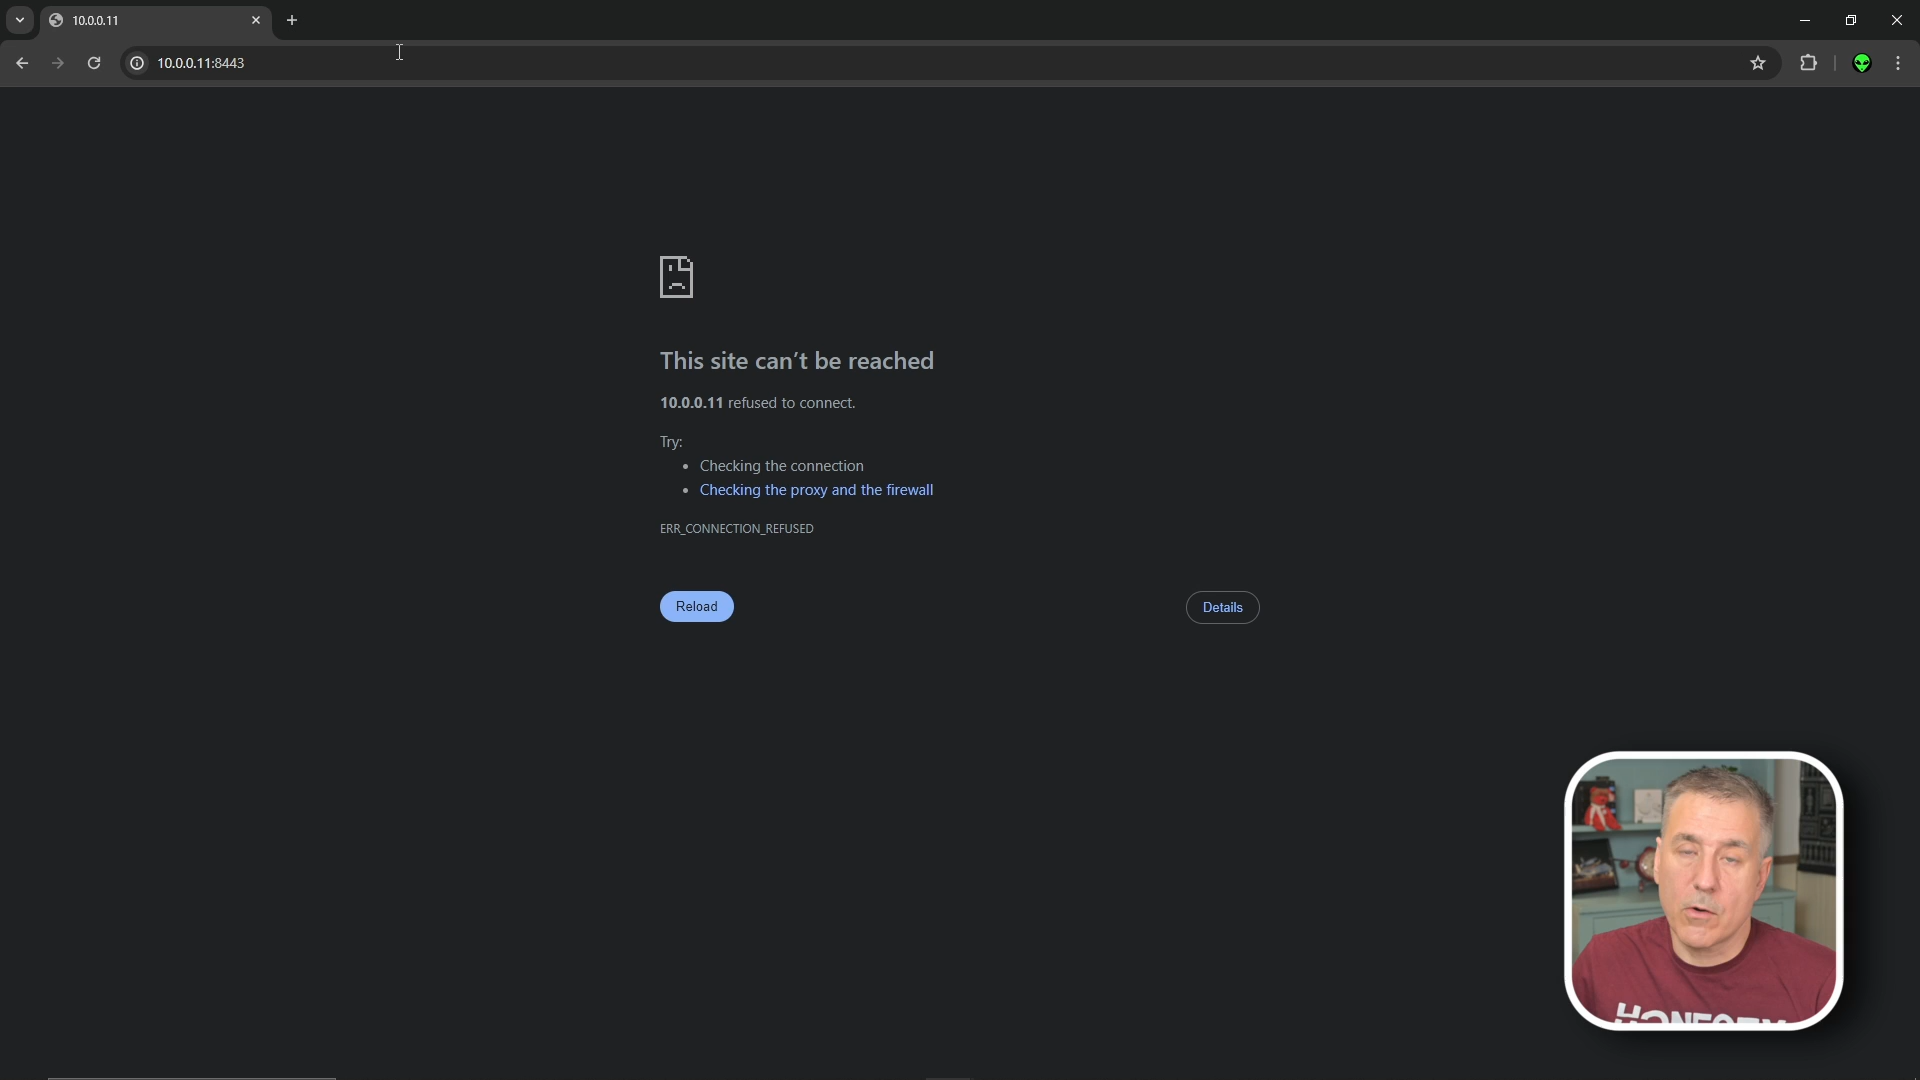 10.0.0.11
10.0.0.11:8443
This site can't be reached
10.0.0.11 refused to connect.
Try:
• Checking the connection
• Checking the proxy and the firewall
ERR_CONNECTION_REFUSED
Reload
Details